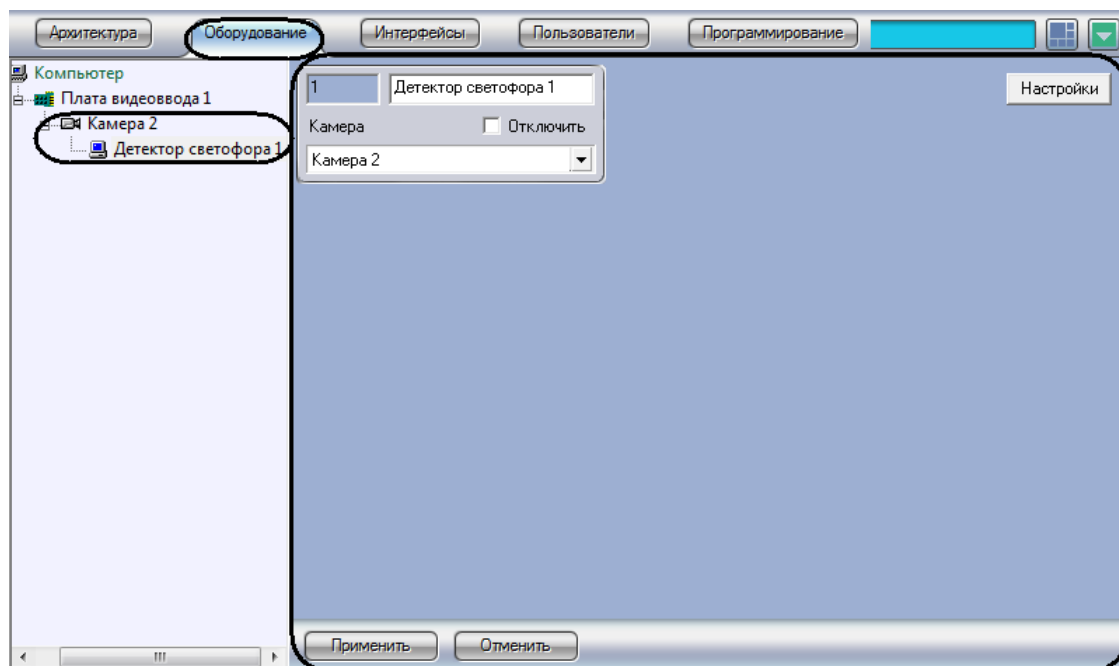 Архитектура Оборудование Интерфейсы Пользователи Программирование
Компьютер
Плата видеоввода 1
Камера 2
Детектор светофора 1
1 Детектор светофора 1
Настройки
Камера Отключить
Камера 2
Применить Отменить